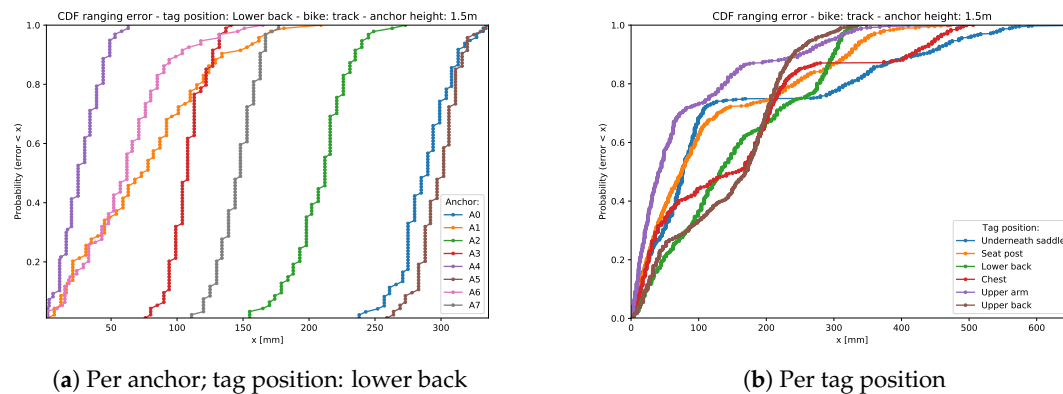 CDF ranging error - tag position: Lower back - bike: track - anchor height: 1.5m
1.0
0.8
0.6
0.4
0.2
Probability (error < x)
50
100
150
200
250
300
x [mm]
Anchor:
A0
A1
A2
A3
A4
A5
A6
A7
(a) Per anchor; tag position: lower back
CDF ranging error - bike: track - anchor height: 1.5m
1.0
0.8
0.6
0.4
0.2
0.0
Probability (error < x)
0
100
200
300
400
500
600
x [mm]
Tag position:
Underneath saddle
Seat post
Lower back
Chest
Upper arm
Upper back
(b) Per tag position